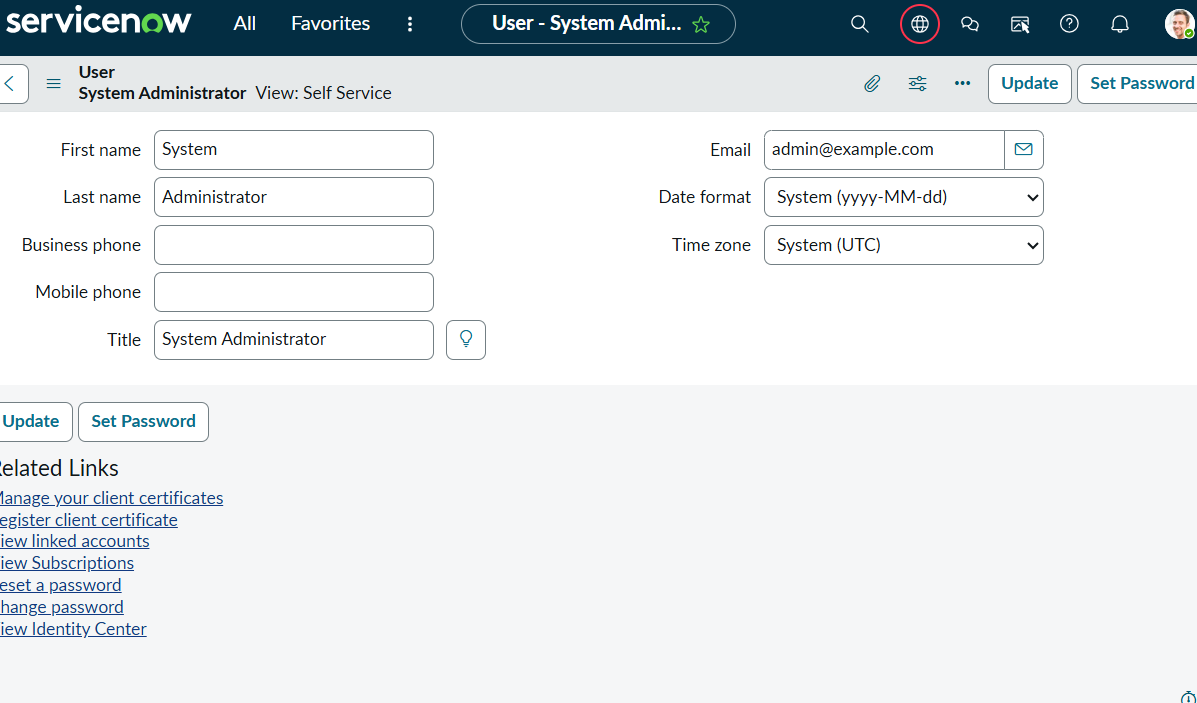 servicenow All Favorites User - System Admi...
User
System Administrator View: Self Service
Update Set Password
First name System
Last name Administrator
Business phone
Mobile phone
Title System Administrator
Email admin@example.com
Date format System (yyyy-MM-dd)
Time zone System (UTC)
Update Set Password
elated Links
anage your client certificates
egister client certificate
iew linked accounts
iew Subscriptions
eset a password
hange password
iew Identity Center